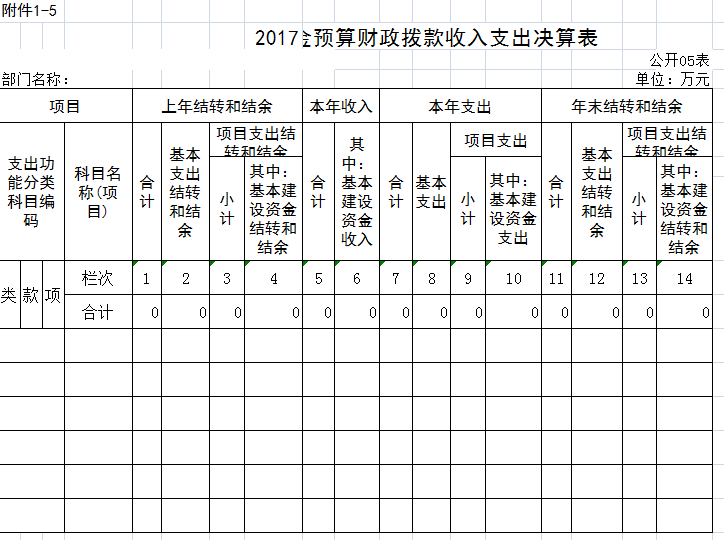 附件1-5
2017金预算财政拨款收入支出决算表
公开05表
部门名称： 单位：万元
项目 上年结转和结余 本年收入 本年支出 年末结转和结余
支出功
能分类
科目编
码
科目名
称(项
目)
合
计
基本
支出
结转
和结
余
项目支出结
转和结余
小
计
其中：
基本建
设资金
结转和
结余
合
计
其
中：
基本
建设
资金
收入
合
计
基本
支出
项目支出
小
计
其中：
基本建
设资金
支出
合
计
基本
支出
结转
和结
余
项目支出结
转和结余
小
计
其中：
基本建
设资金
结转和
结余
类 款 项
栏次 1 2 3 4 5 6 7 8 9 10 11 12 13 14
合计 0 0 0 0 0 0 0 0 0 0 0 0 0 0